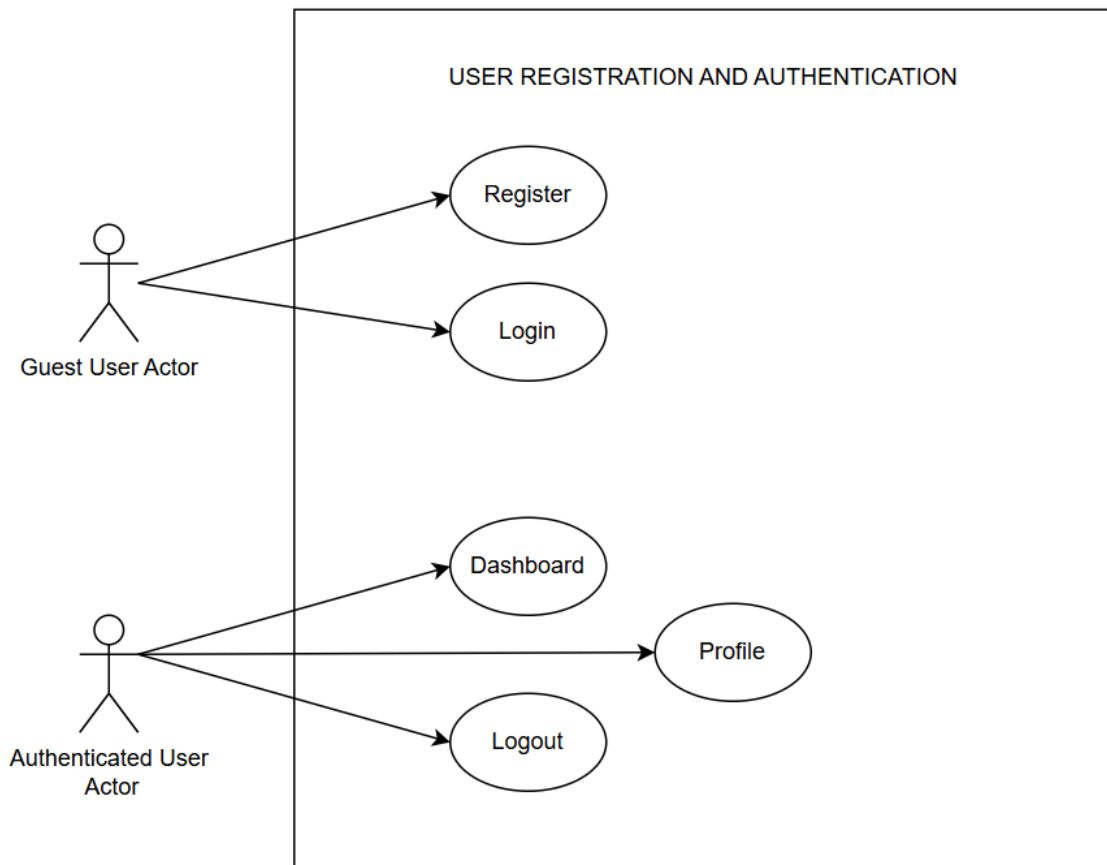 USER REGISTRATION AND AUTHENTICATION
Register
Login
Guest User Actor
Dashboard
Profile
Logout
Authenticated User
Actor